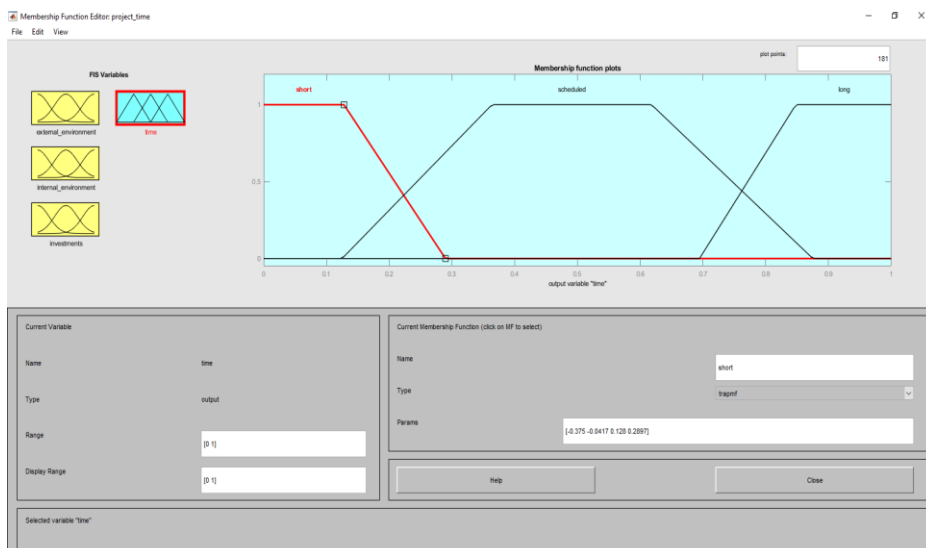 Membership Function Editor: project_time
File Edit View
plot points:
181
FIS Variables
Membership function plots
external_environment
time
internal_environment
investments
short
scheduled
long
1
0.5
0
0 0.1 0.2 0.3 0.4 0.5 0.6 0.7 0.8 0.9 1
output variable "time"
Current Variable
Name time
Type output
Range [0 1]
Display Range [0 1]
Current Membership Function (click on MF to select)
Name short
Type trapmf
Params [-0.375 -0.0417 0.128 0.2897]
Help Close
Selected variable "time"